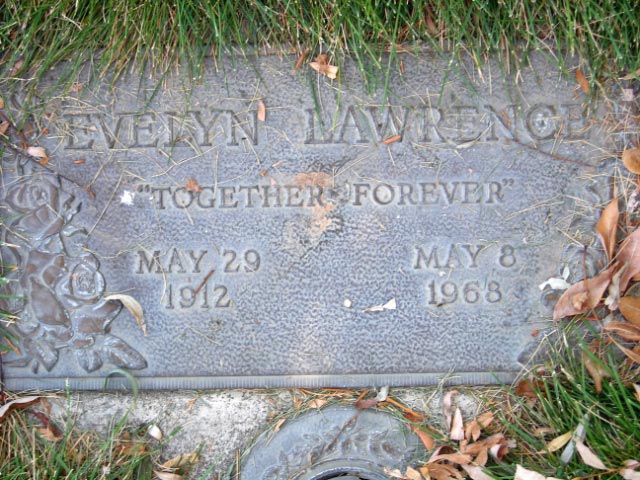 EVELYN LAWRENCE
"TOGETHER FOREVER"
MAY 29 MAY 8
1912 1968